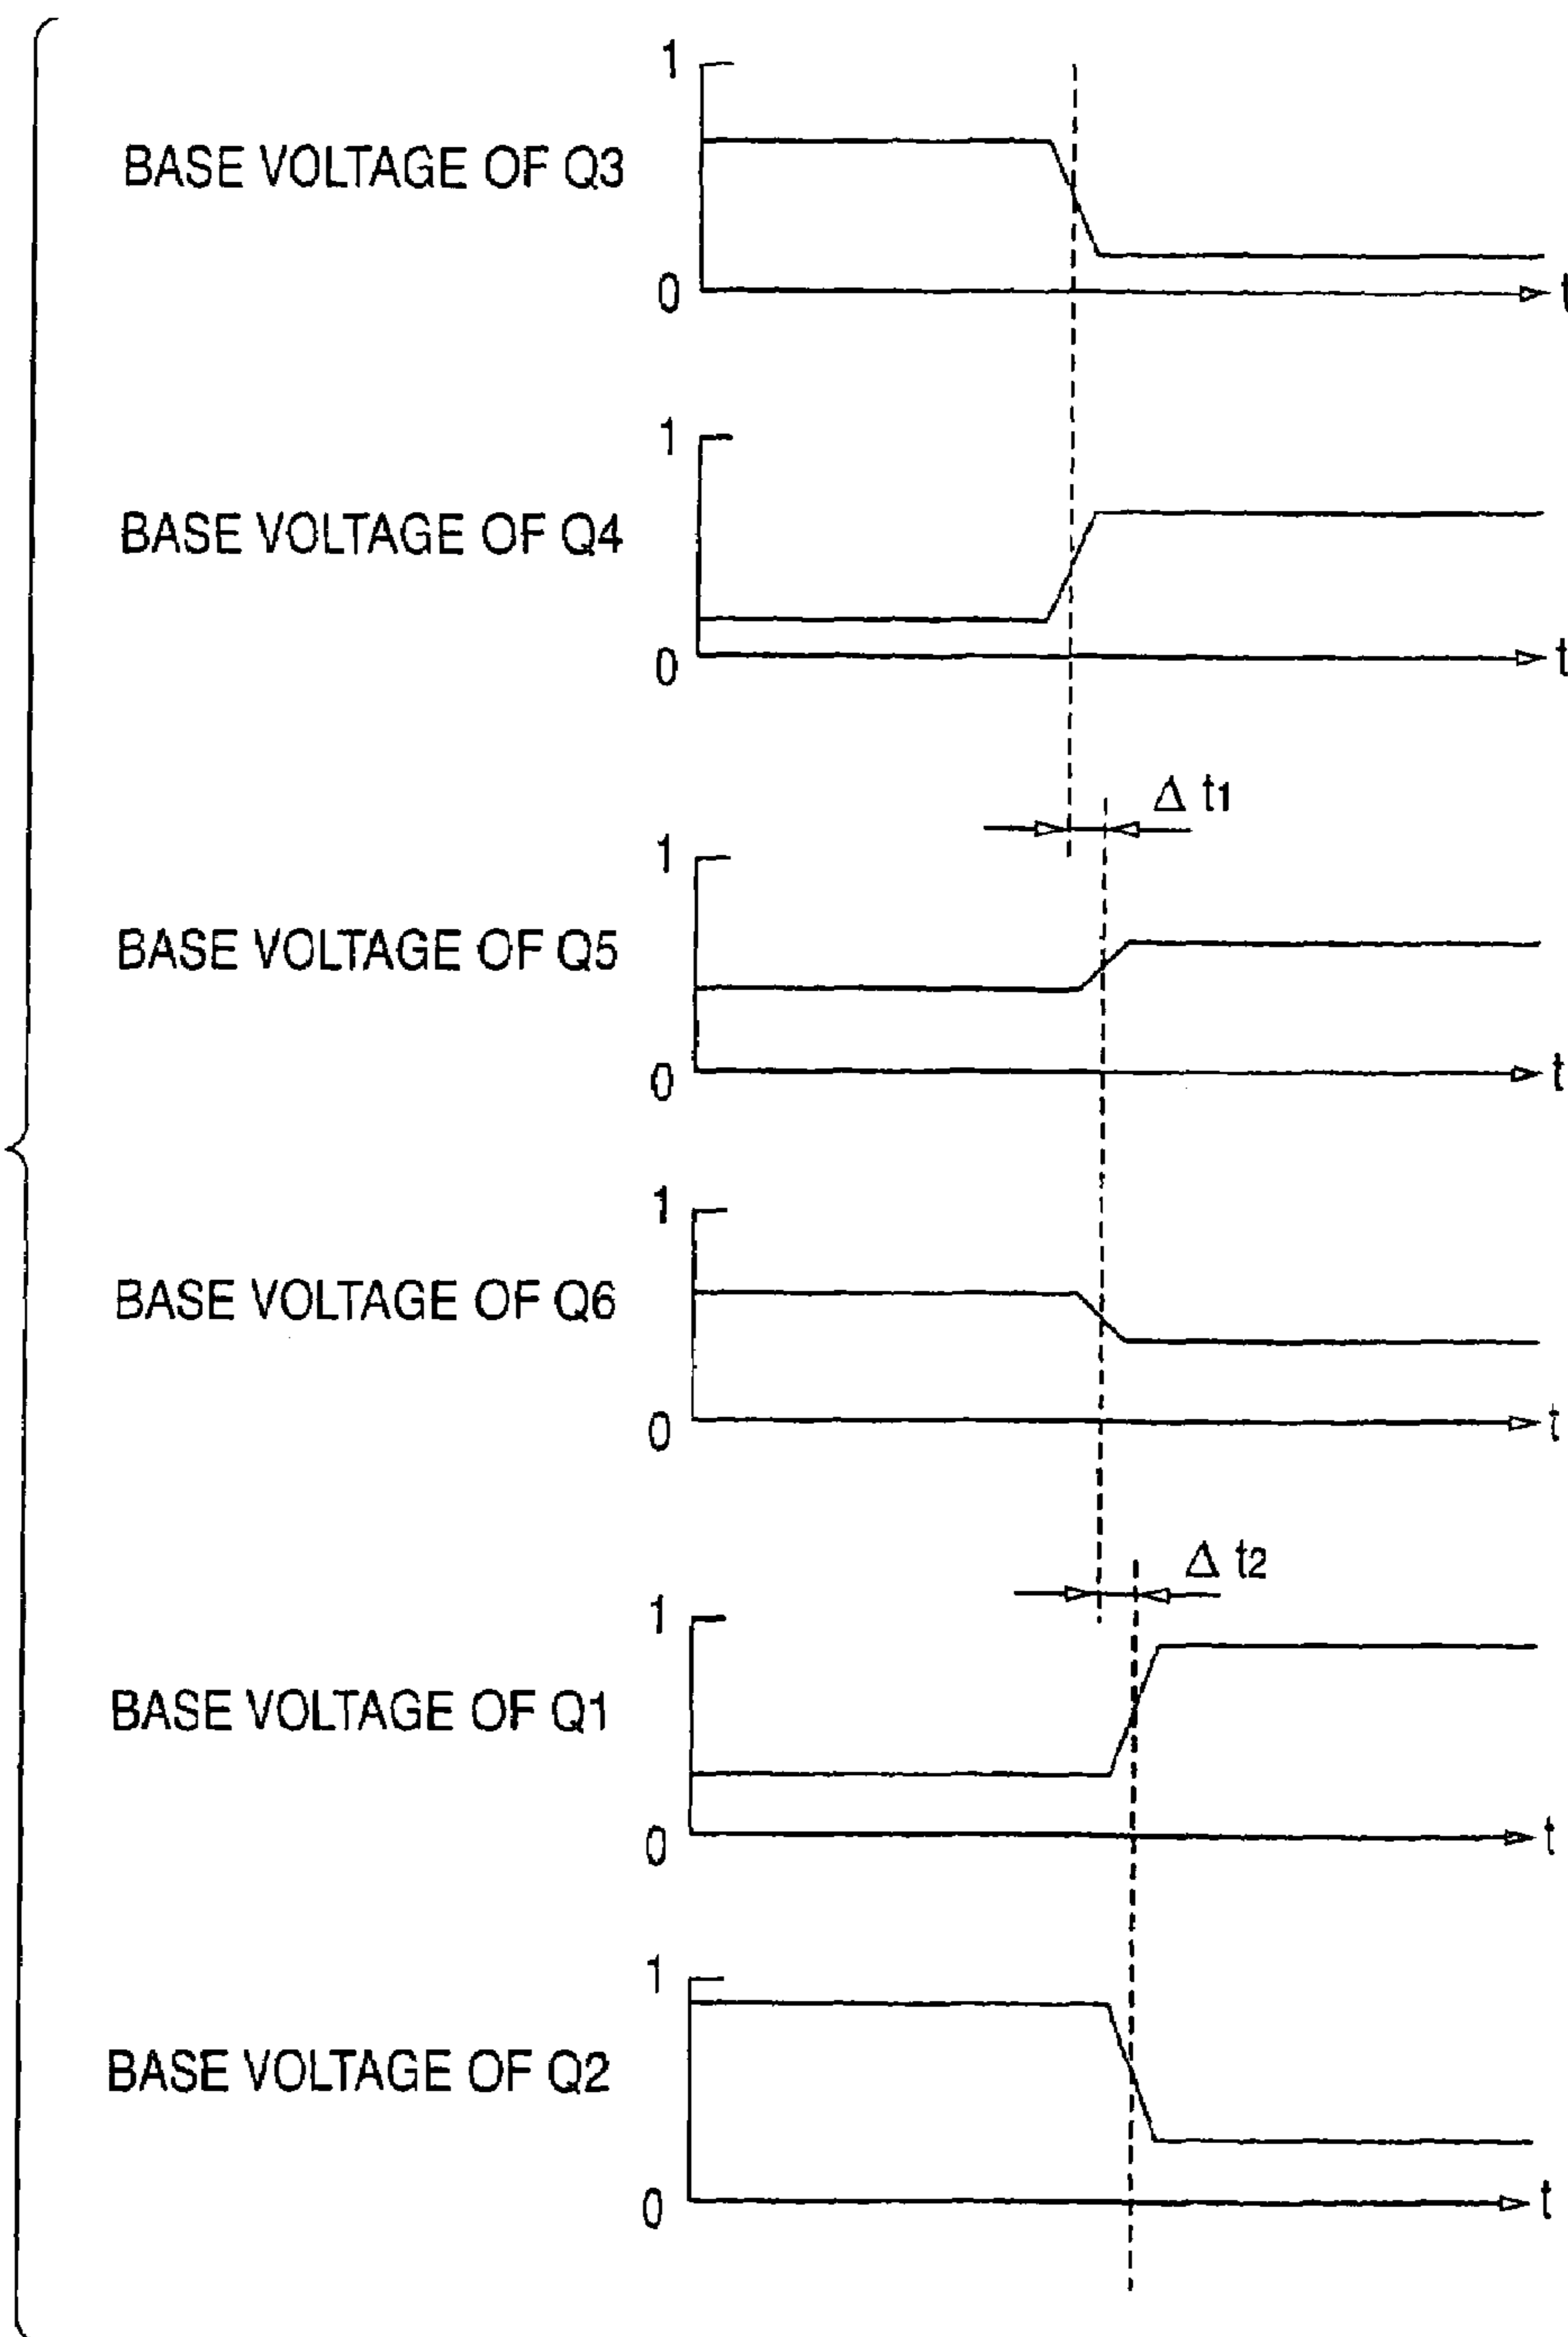 1
BASE VOLTAGE OF Q3
0
t
1
BASE VOLTAGE OF Q4
0
t
Δ t1
1
BASE VOLTAGE OF Q5
0
t
1
BASE VOLTAGE OF Q6
0
t
Δ t2
1
BASE VOLTAGE OF Q1
0
t
1
BASE VOLTAGE OF Q2
0
t